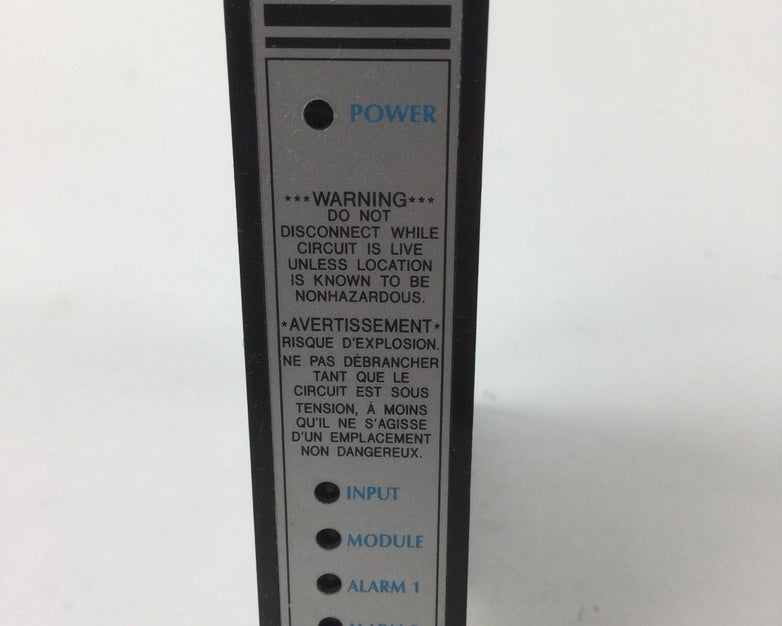 POWER
***WARNING***
DO NOT
DISCONNECT WHILE
CIRCUIT IS LIVE
UNLESS LOCATION
IS KNOWN TO BE
NONHAZARDOUS.
*AVERTISSEMENT*
RISQUE D'EXPLOSION.
NE PAS DÈBRANCHER
TANT QUE LE
CIRCUIT EST SOUS
TENSION, À MOINS
QU'IL NE S'AGISSE
D'UN EMPLACEMENT
NON DANGEREUX.
INPUT
MODULE
ALARM 1